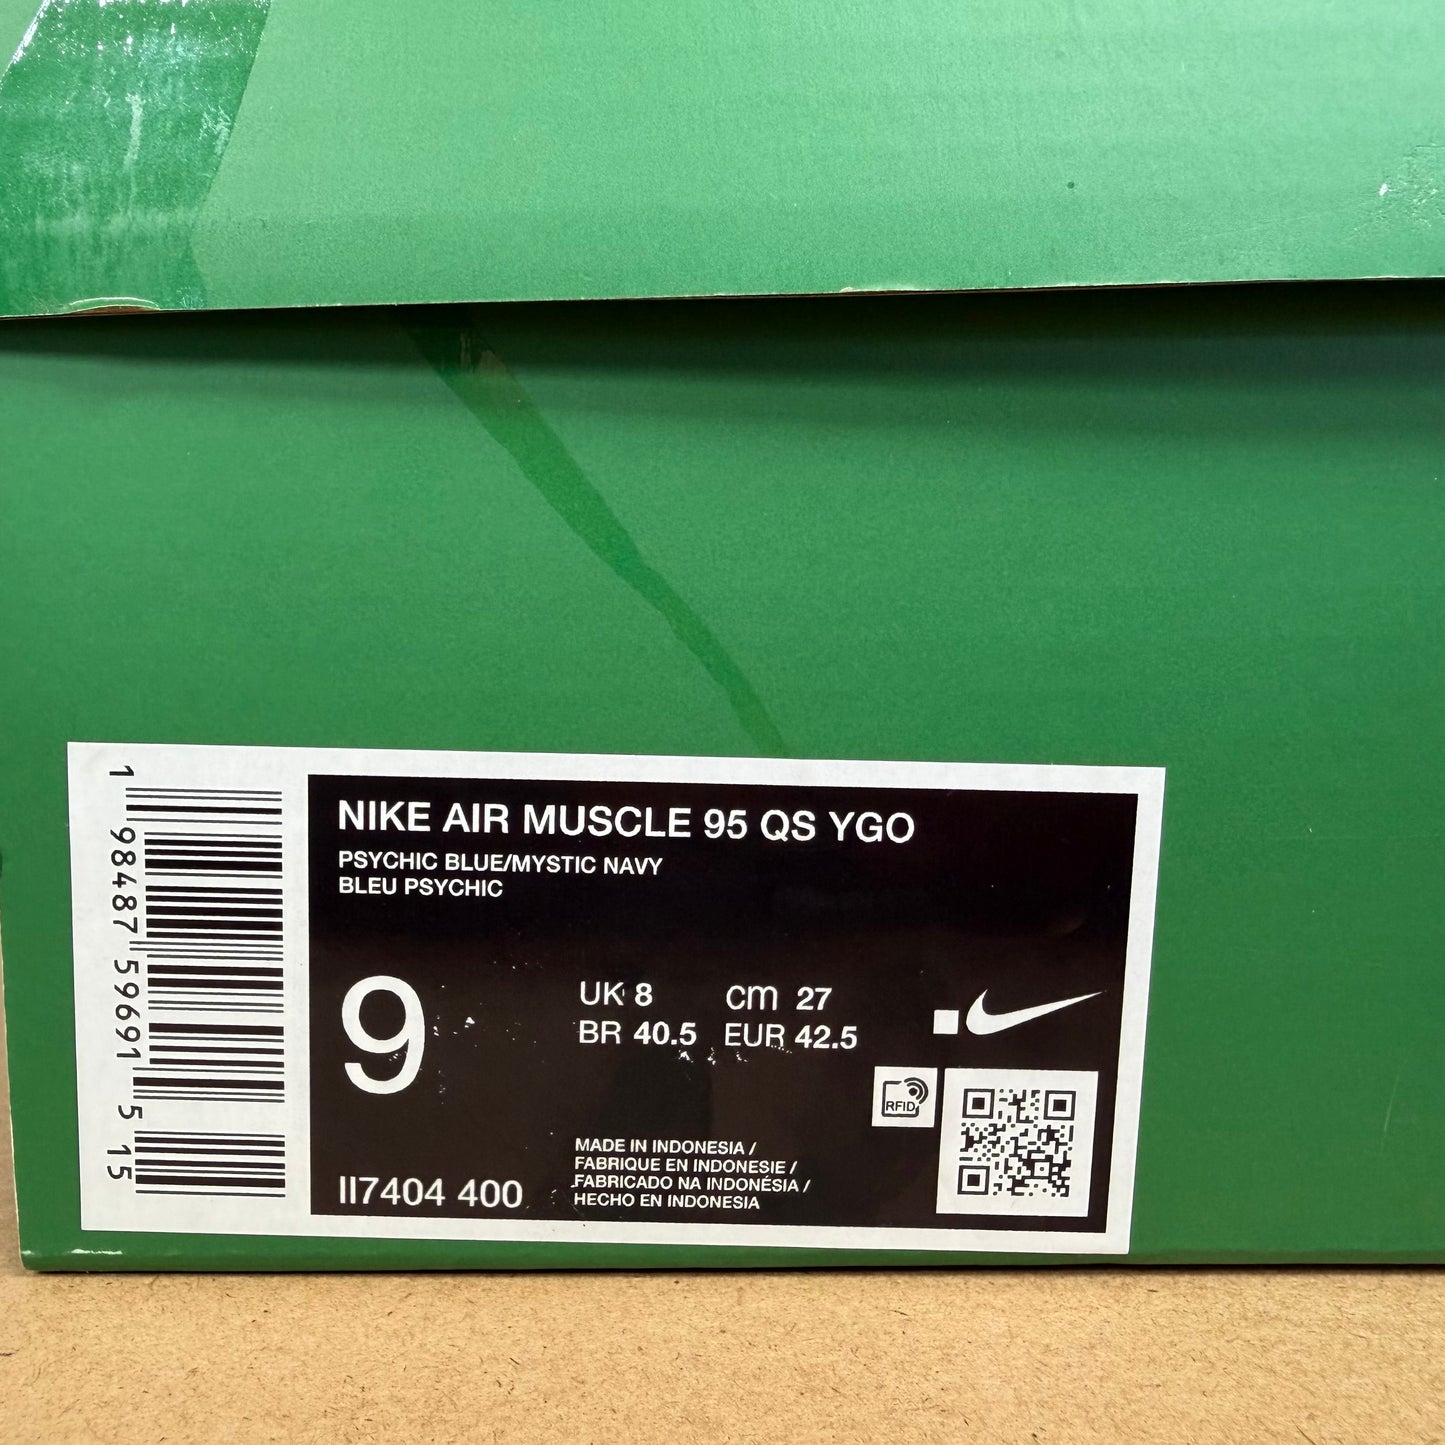 1 98487 59691 5 15
NIKE AIR MUSCLE 95 QS YGO
PSYCHIC BLUE/MYSTIC NAVY
BLEU PSYCHIC
9
UK 8 cm 27
BR 40.5 EUR 42.5
RFID
MADE IN INDONESIA /
FABRIQUE EN INDONESIE /
FABRICADO NA INDONÉSIA /
HECHO EN INDONESIA
II7404 400